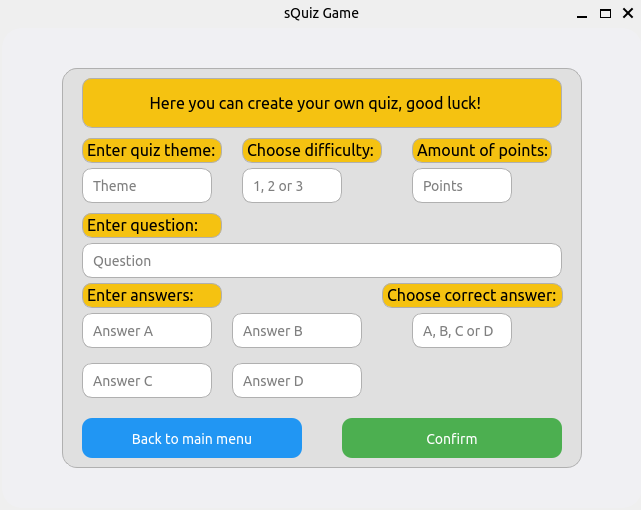 sQuiz Game
Here you can create your own quiz, good luck!
Enter quiz theme: Choose difficulty: Amount of points:
Theme 1, 2 or 3 Points
Enter question:
Question
Enter answers: Choose correct answer:
Answer A Answer B A, B, C or D
Answer C Answer D
Back to main menu Confirm